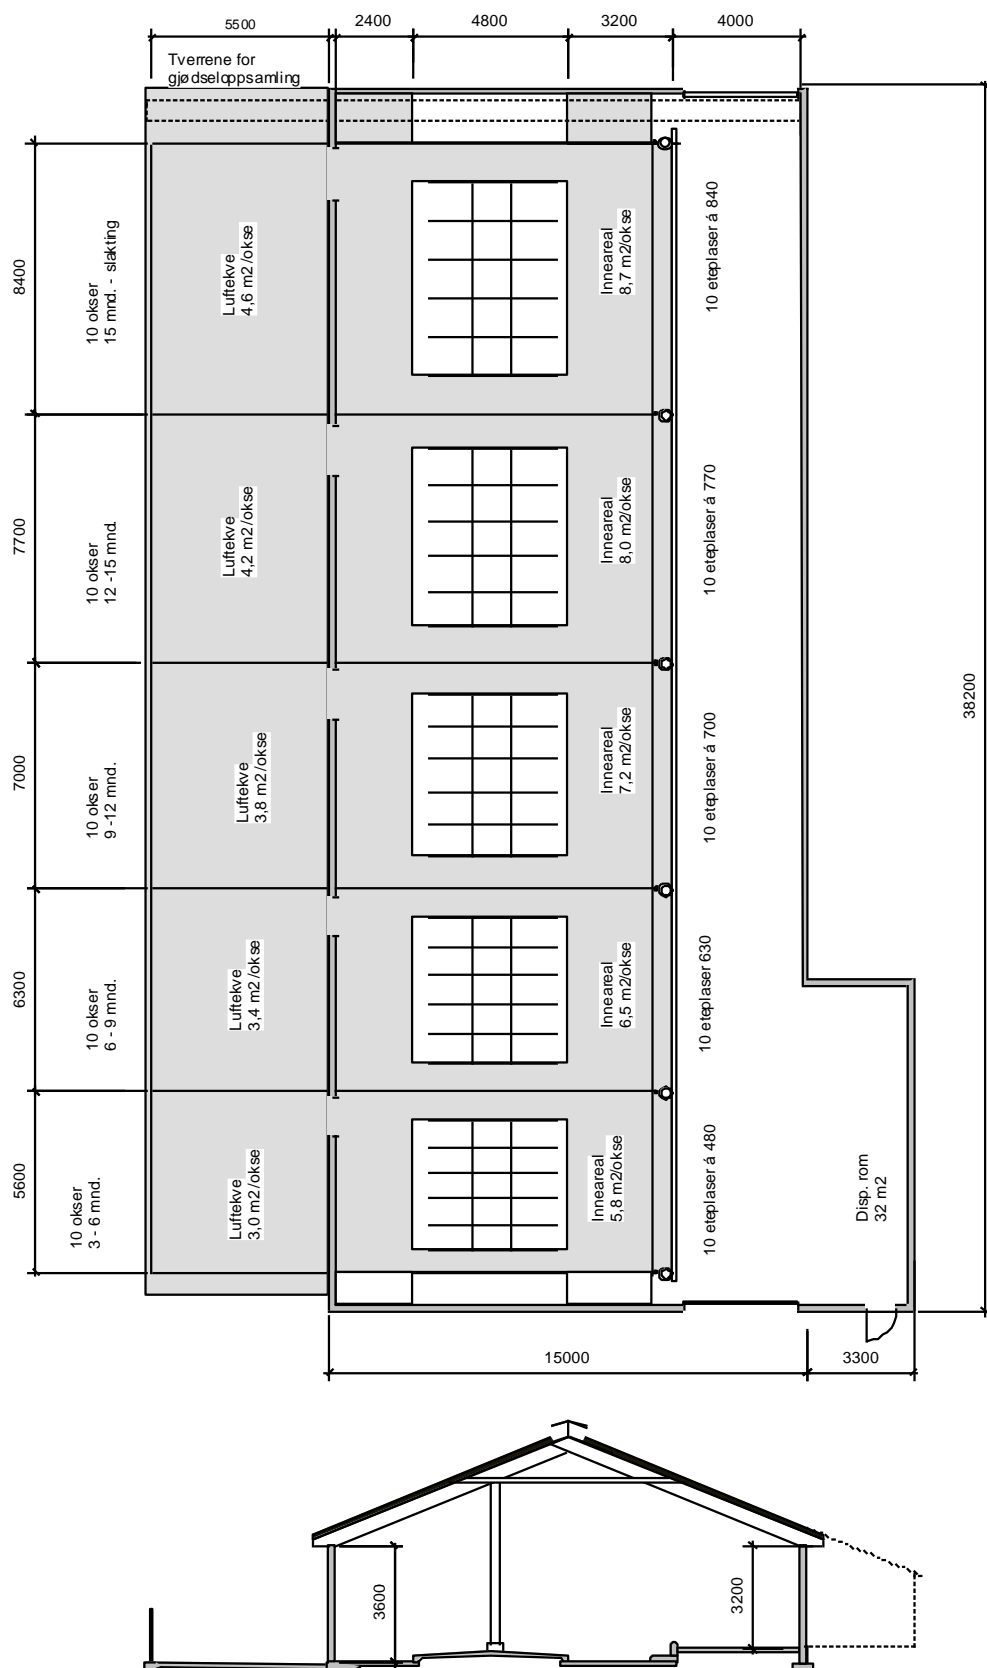 5500
2400
4800
3200
4000
Tverrene for
gjødseloppsamling
8400
10 okser
15 mnd. - slakting
Luftekve
4,6 m2/okse
Inneareal
8,7 m2/okse
10 eteplaser á 840
7700
10 okser
12 -15 mnd.
Luftekve
4,2 m2/okse
Inneareal
8,0 m2/okse
10 eteplaser á 770
38200
7000
10 okser
9 -12 mnd.
Luftekve
3,8 m2/okse
Inneareal
7,2 m2/okse
10 eteplaser á 700
6300
10 okser
6 - 9 mnd.
Luftekve
3,4 m2/okse
Inneareal
6,5 m2/okse
10 eteplaser 630
5600
10 okser
3 - 6 mnd.
Luftekve
3,0 m2/okse
Inneareal
5,8 m2/okse
10 eteplaser á 480
Disp. rom
32 m2
15000
3300
3600
3200